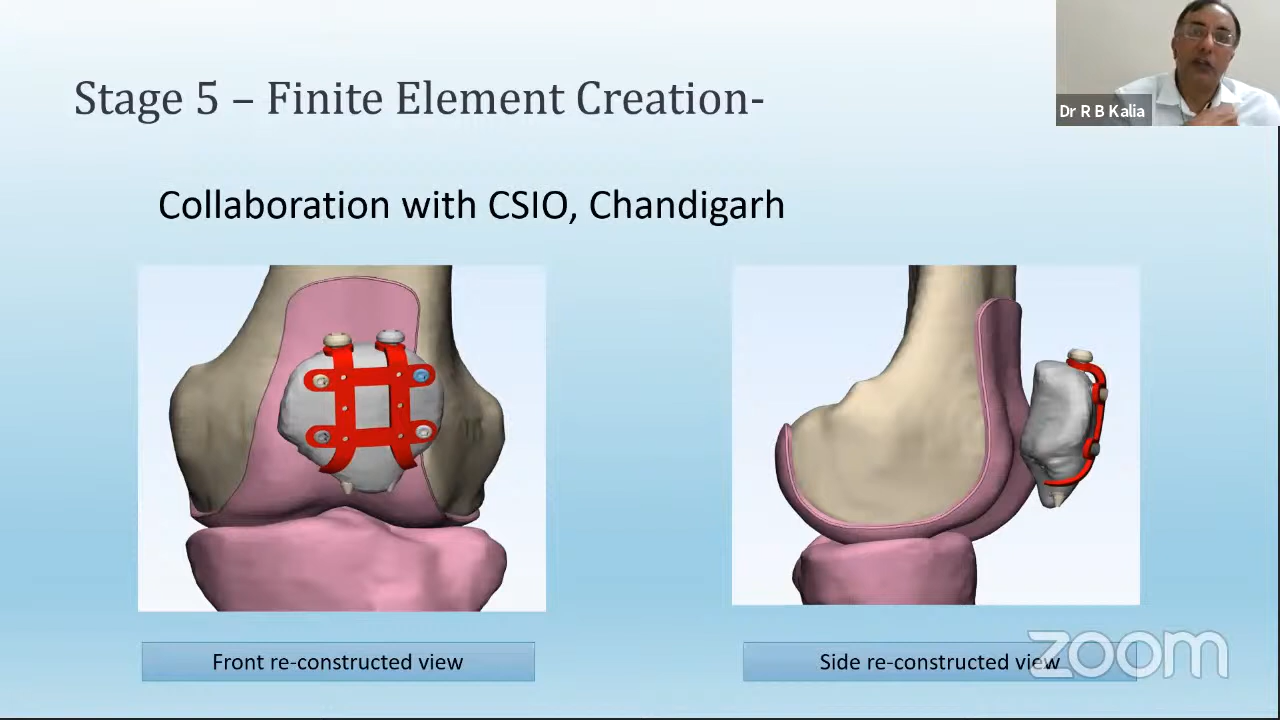 Stage 5 – Finite Element Creation-
Dr R B Kalia
Collaboration with CSIO, Chandigarh
Front re-constructed view
Side re-constructed view
zoom